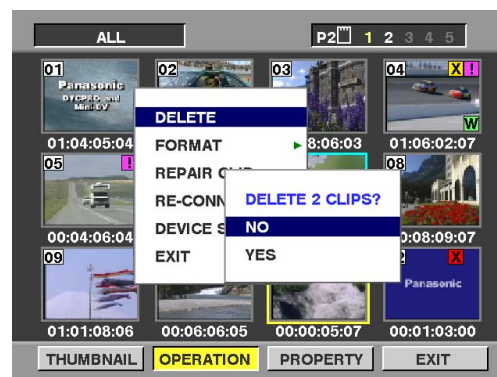 ALL
P2 1 2 3 4 5
01 02 03 04 X !
Panasonic
DVCPRO and
Mini-DV
W
DELETE
01:04:05:04 8:06:03 01:06:02:07
FORMAT
05 ! 08
REPAIR CLIP
RE-CONN
DELETE 2 CLIPS?
DEVICE S
NO
00:04:06:04 0:08:09:07
EXIT
YES
09 X
Panasonic
01:01:08:06 00:06:06:05 00:00:05:07 00:01:03:00
THUMBNAIL OPERATION PROPERTY EXIT